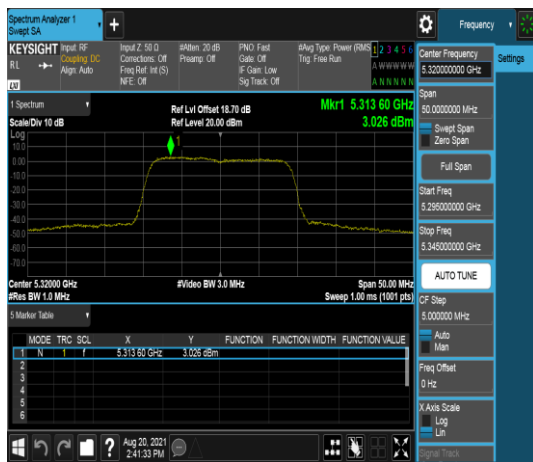 Spectrum Analyzer 1
Swept SA
+
Frequency
KEYSIGHT
RL
Input: RF
Coupling: DC
Align: Auto
Input Z: 50 Ω
Corrections: Off
Freq Ref: Int (S)
NFE: Off
#Atten: 20 dB
Preamp: Off
PNO: Fast
Gate: Off
IF Gain: Low
Sig Track: Off
#Avg Type: Power (RMS
Trig: Free Run
1 2 3 4 5 6
A W W W W W
A N N N N N
LXI
1 Spectrum
Scale/Div 10 dB
Ref Lvl Offset 18.70 dB
Ref Level 20.00 dBm
Mkr1 5.313 60 GHz
3.026 dBm
Log
1
10.0
0.00
-10.0
-20.0
-30.0
-40.0
-50.0
-60.0
-70.0
Center 5.32000 GHz
#Res BW 1.0 MHz
#Video BW 3.0 MHz
Span 50.00 MHz
Sweep 1.00 ms (1001 pts)
5 Marker Table
MODE TRC SCL X Y FUNCTION FUNCTION WIDTH FUNCTION VALUE
1 N 1 f 5.313 60 GHz 3.026 dBm
2
3
4
5
6
Aug 20, 2021
2:41:33 PM
?
Center Frequency
5.320000000 GHz
Settings
Span
50.0000000 MHz
Swept Span
Zero Span
Full Span
Start Freq
5.295000000 GHz
Stop Freq
5.345000000 GHz
AUTO TUNE
CF Step
5.000000 MHz
Auto
Man
Freq Offset
0 Hz
X Axis Scale
Log
Lin
Signal Track